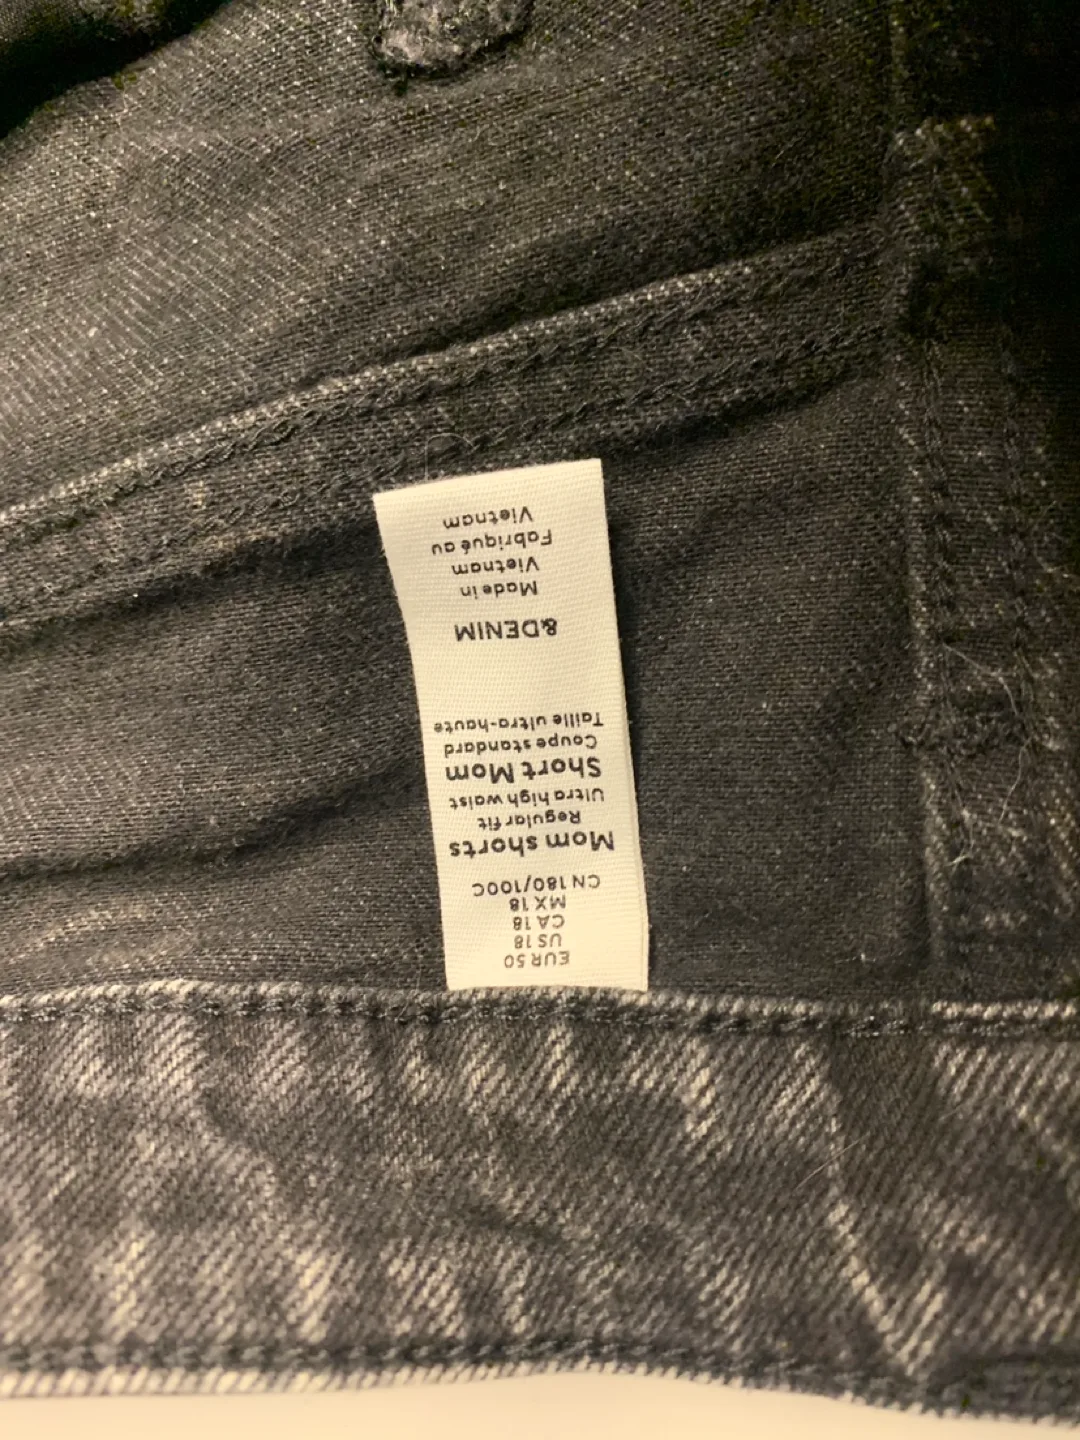 EUR 50
US 18
CA 18
MX 18
CN 180/100C
Mom shorts
Regular fit
Ultra high waist
Short Mom
Coupe standard
Taille ultra-haute
&DENIM
Made in
Vietnam
Fabriqué au
Vietnam